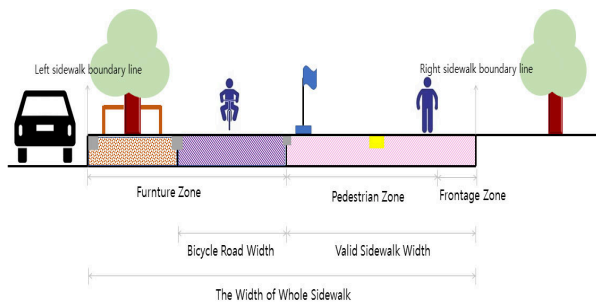 Left sidewalk boundary line
Right sidewalk boundary line
Furnture Zone
Pedestrian Zone
Frontage Zone
Bicycle Road Width
Valid Sidewalk Width
The Width of Whole Sidewalk